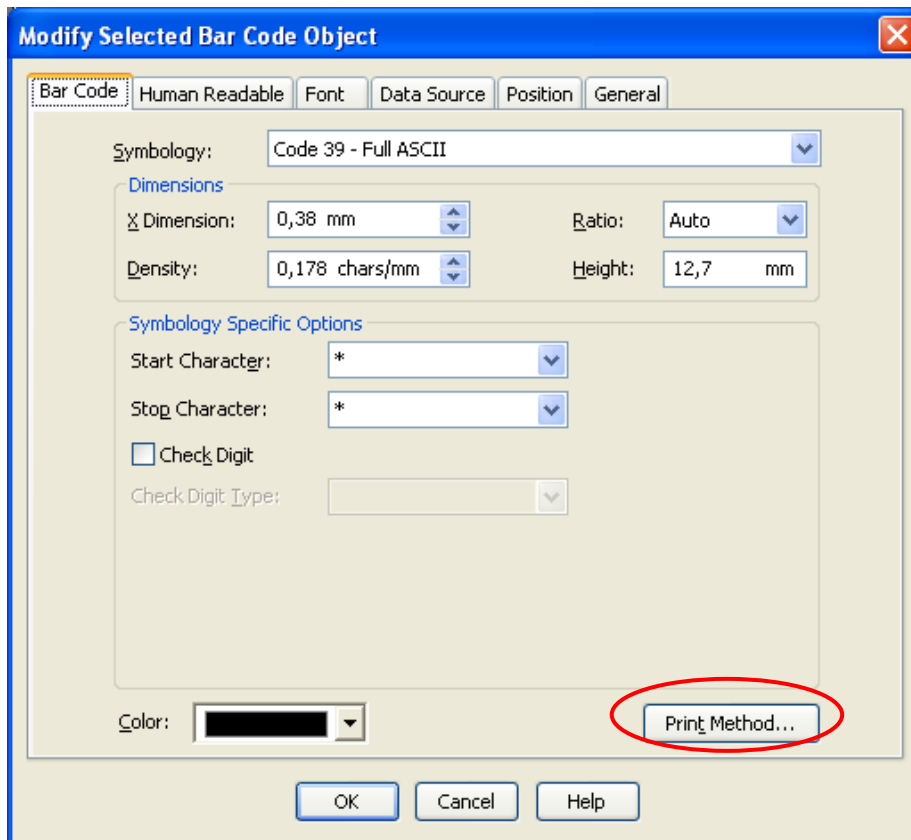 Modify Selected Bar Code Object
Bar Code Human Readable Font Data Source Position General
Symbology: Code 39 - Full ASCII
Dimensions
X Dimension: 0,38 mm Ratio: Auto
Density: 0,178 chars/mm Height: 12,7 mm
Symbology Specific Options
Start Character: *
Stop Character: *
Check Digit
Check Digit Type:
Color: Print Method...
OK Cancel Help